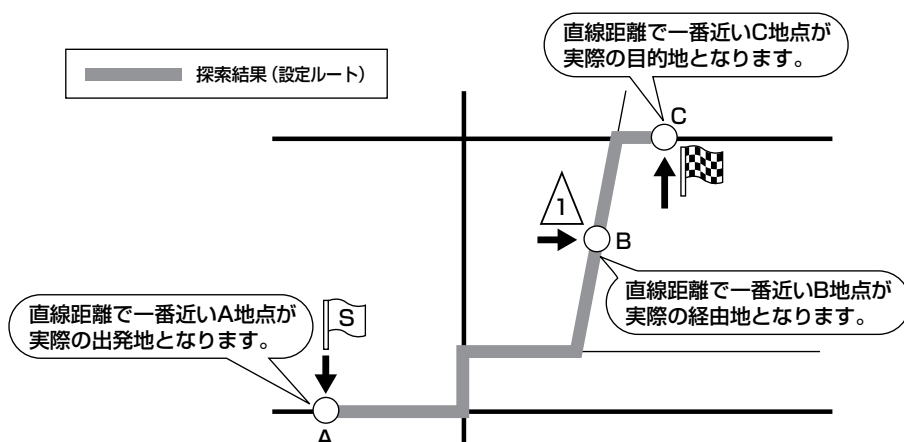 直線距離で一番近いC地点が
実際の目的地となります。
探索結果（設定ルート）
C
1
B
直線距離で一番近いB地点が
実際の経由地となります。
直線距離で一番近いA地点が
実際の出発地となります。
S
A